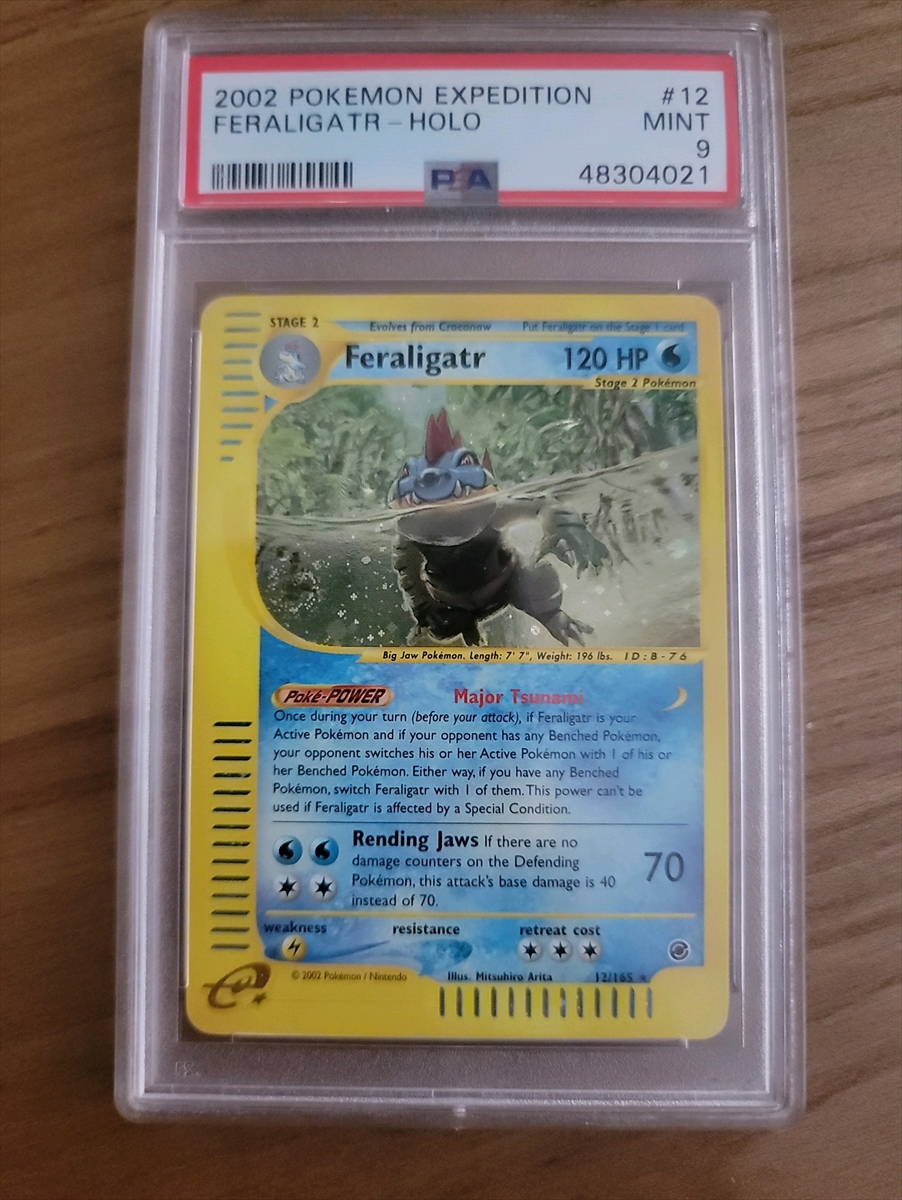 2002 POKEMON EXPEDITION #12
FERALIGATR - HOLO MINT
9
PSA 48304021
STAGE 2 Evolves from Croconaw Put Feraligatr on the Stage 1 card
Feraligatr 120 HP
Stage 2 Pokémon
Big Jaw Pokémon. Length: 7' 7", Weight: 196 lbs. ID:B-76
Poké-POWER Major Tsunami
Once during your turn (before your attack), if Feraligatr is your
Active Pokémon and if your opponent has any Benched Pokémon,
your opponent switches his or her Active Pokémon with 1 of his or
her Benched Pokémon. Either way, if you have any Benched
Pokémon, switch Feraligatr with 1 of them. This power can't be
used if Feraligatr is affected by a Special Condition.
Rending Jaws If there are no
damage counters on the Defending
Pokémon, this attack's base damage is 40
instead of 70.
70
weakness resistance retreat cost
e
© 2002 Pokémon / Nintendo Illus. Mitsuhiro Arita 12/165 ★